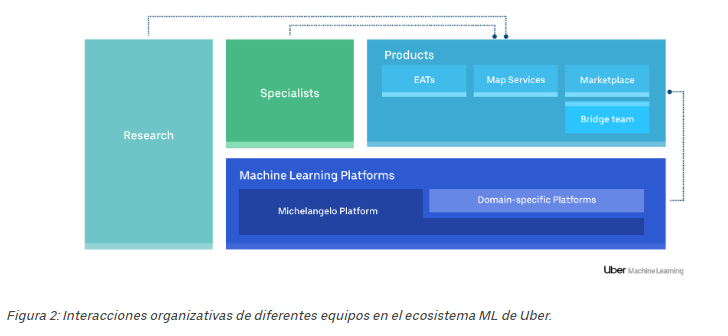 Research
Specialists
Products
EATs
Map Services
Marketplace
Bridge team
Machine Learning Platforms
Michelangelo Platform
Domain-specific Platforms
Uber Machine Learning
Figura 2: Interacciones organizativas de diferentes equipos en el ecosistema ML de Uber.